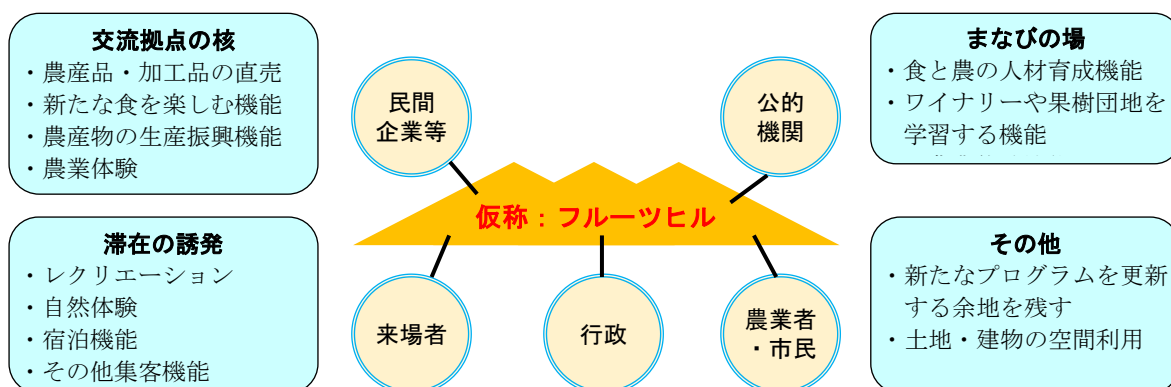 交流拠点の核
・農産品・加工品の直売
・新たな食を楽しむ機能
・農産物の生産振興機能
・農業体験
まなびの場
・食と農の人材育成機能
・ワイナリーや果樹団地を
学習する機能
民間
企業等
公的
機関
仮称：フルーツヒル
滞在の誘発
・レクリエーション
・自然体験
・宿泊機能
・その他集客機能
来場者
行政
農業者
・市民
その他
・新たなプログラムを更新
する余地を残す
・土地・建物の空間利用